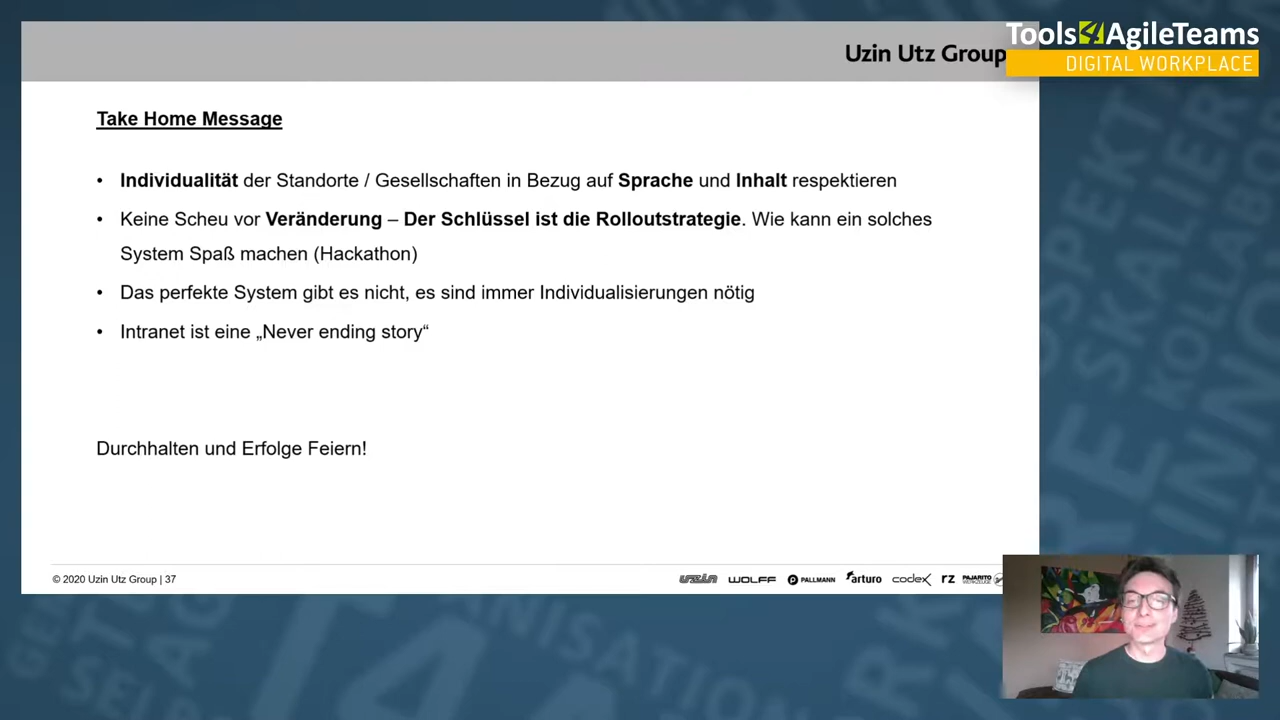 Uzin Utz Group
Tools4AgileTeams
DIGITAL WORKPLACE
Take Home Message
• Individualität der Standorte / Gesellschaften in Bezug auf Sprache und Inhalt respektieren
• Keine Scheu vor Veränderung – Der Schlüssel ist die Rolloutstrategie. Wie kann ein solches
System Spaß machen (Hackathon)
• Das perfekte System gibt es nicht, es sind immer Individualisierungen nötig
• Intranet ist eine „Never ending story“
Durchhalten und Erfolge Feiern!
© 2020 Uzin Utz Group | 37
uzin WOLFF PALLMANN arturo codex RZ PAJARITO WERKZEUGE